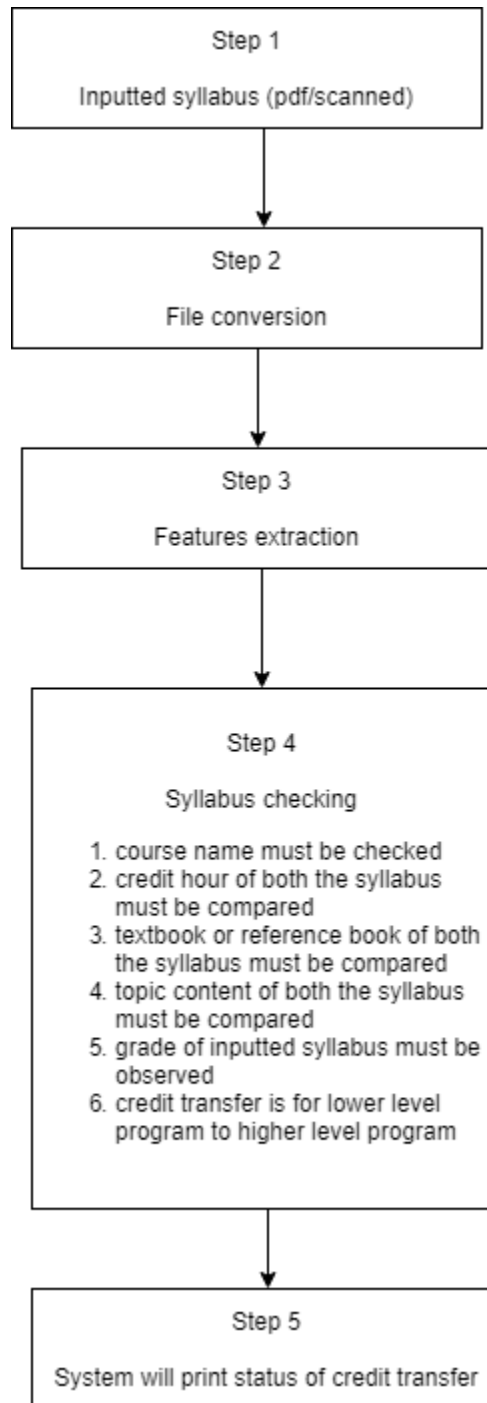 Step 1
Inputted syllabus (pdf/scanned)
Step 2
File conversion
Step 3
Features extraction
Step 4
Syllabus checking
1. course name must be checked
2. credit hour of both the syllabus
must be compared
3. textbook or reference book of both
the syllabus must be compared
4. topic content of both the syllabus
must be compared
5. grade of inputted syllabus must be
observed
6. credit transfer is for lower level
program to higher level program
Step 5
System will print status of credit transfer